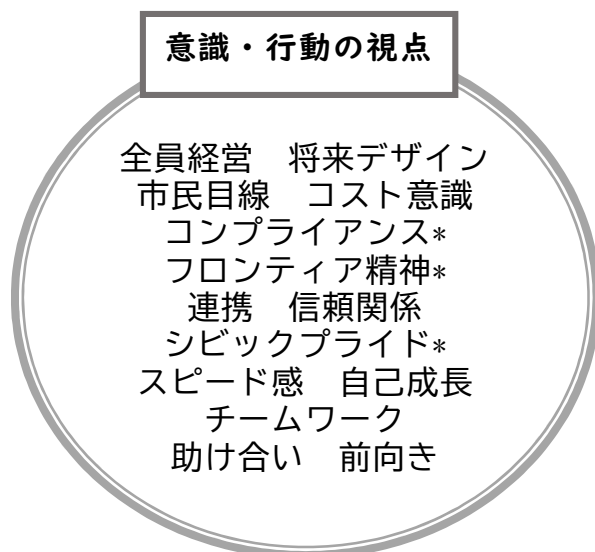 意識・行動の視点
全員経営　将来デザイン
市民目線　コスト意識
コンプライアンス*
フロンティア精神*
連携　信頼関係
シビックプライド*
スピード感　自己成長
チームワーク
助け合い　前向き